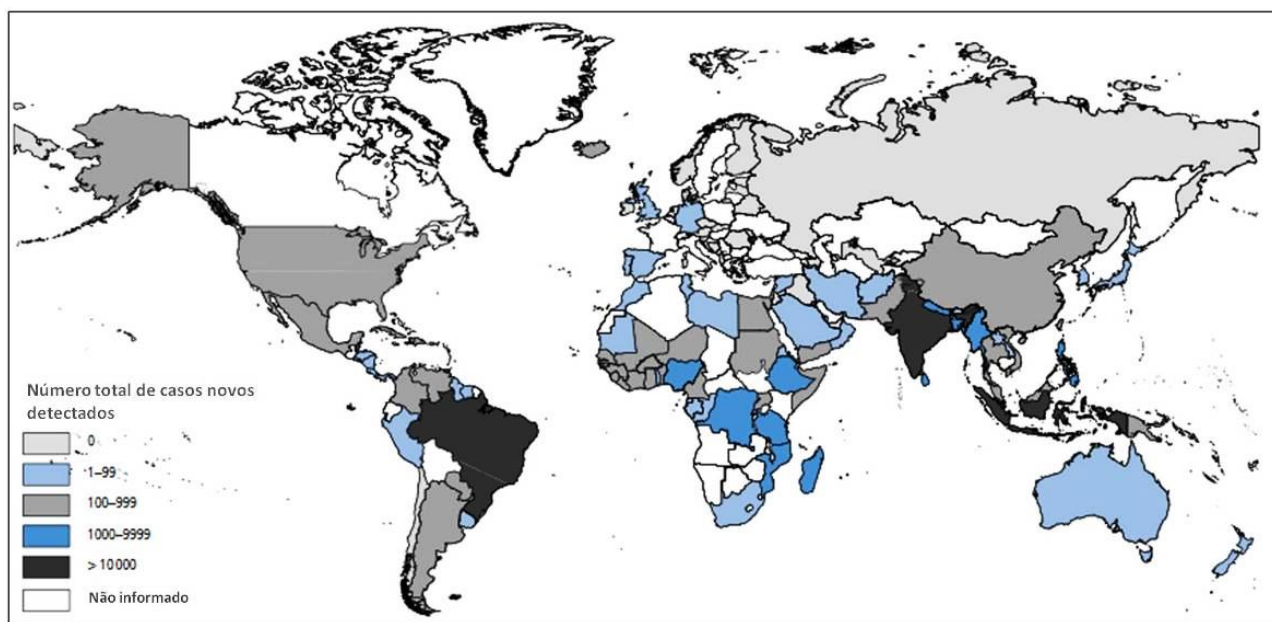 Número total de casos novos
detectados
0
1–99
100–999
1000–9999
> 10 000
Não informado